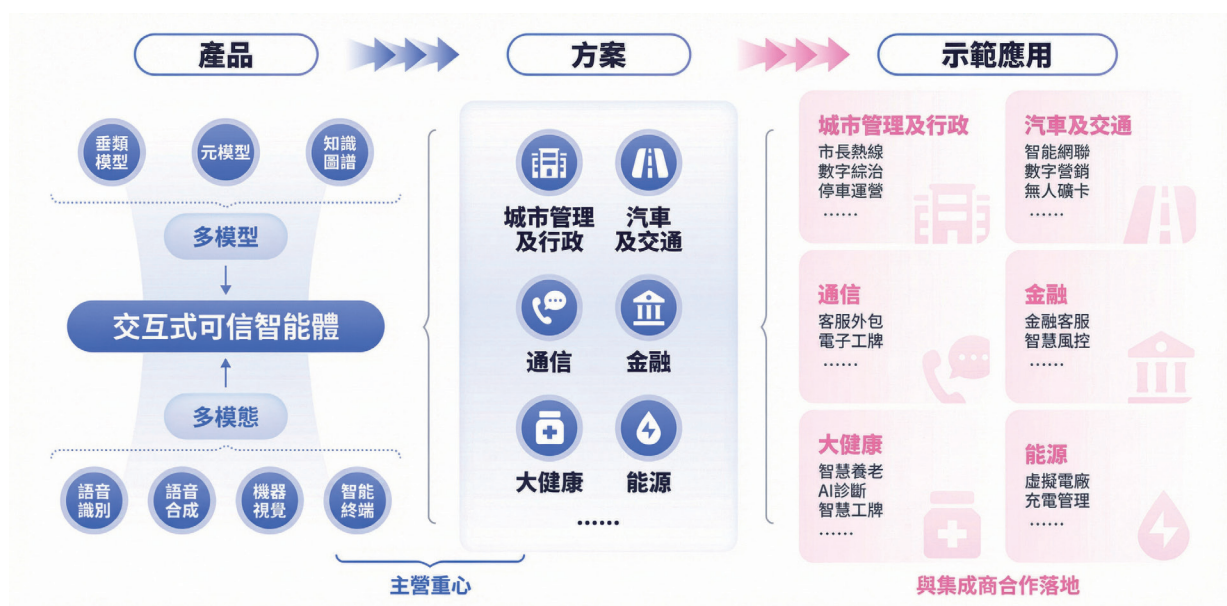 產品
方案
示範應用
垂類
模型
元模型
知識
圖譜
多模型
交互式可信智能體
多模態
語音
識別
語音
合成
機器
視覺
智能
終端
城市管理
及行政
汽車
及交通
通信
金融
大健康
能源
......
城市管理及行政
市長熱線
數字綜治
停車運營
......
汽車及交通
智能網聯
數字營銷
無人礦卡
......
通信
客服外包
電子工牌
......
金融
金融客服
智慧風控
......
大健康
智慧養老
AI診斷
智慧工牌
......
能源
虛擬電廠
充電管理
......
主營重心
與集成商合作落地